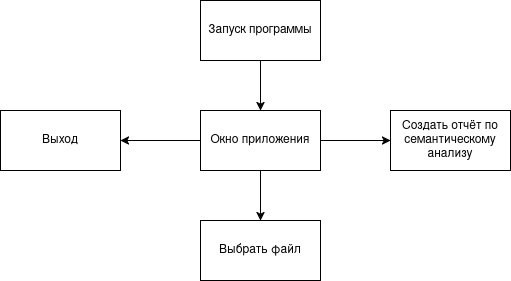 Запуск программы
Выход
Окно приложения
Создать отчёт по
семантическому
анализу
Выбрать файл